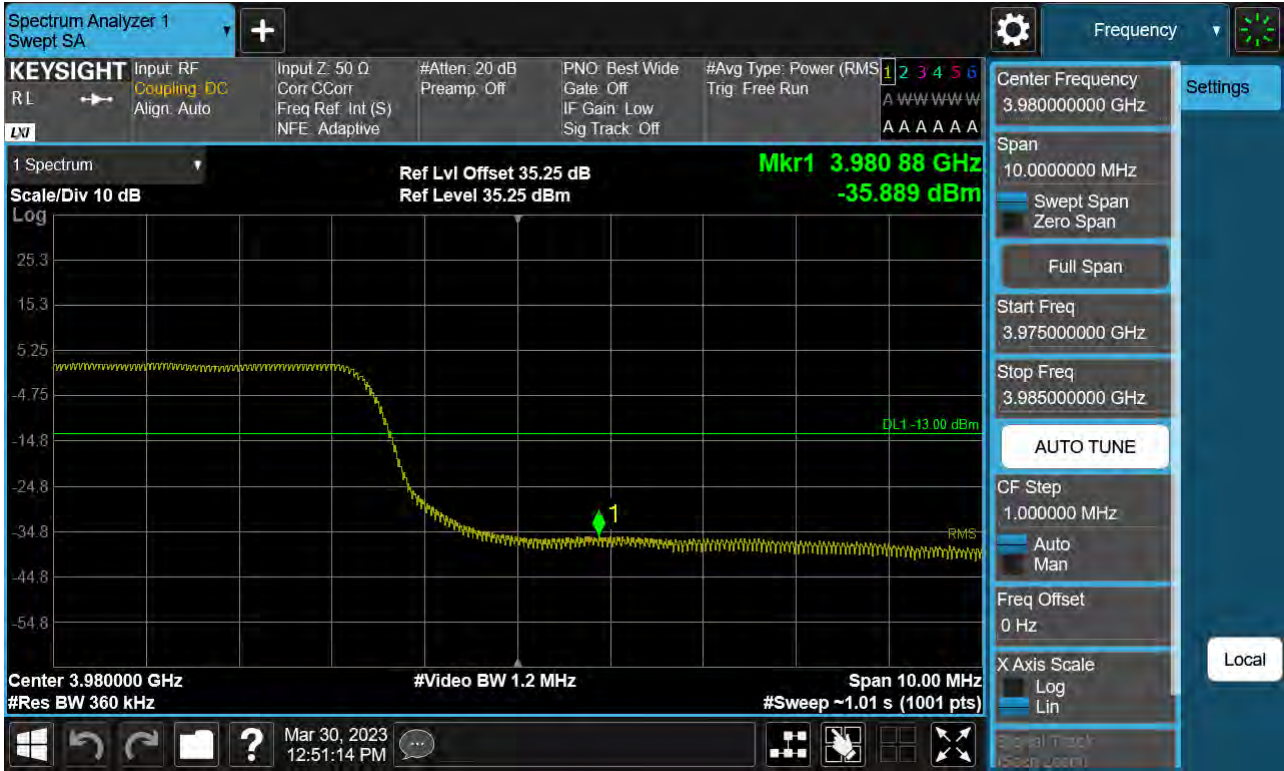 Spectrum Analyzer 1
Swept SA
Frequency
KEYSIGHT
RL
LXI
Input: RF
Coupling: DC
Align: Auto
Input Z: 50 Ω
Corr CCorr
Freq Ref: Int (S)
NFE: Adaptive
#Atten: 20 dB
Preamp: Off
PNO: Best Wide
Gate: Off
IF Gain: Low
Sig Track: Off
#Avg Type: Power (RMS
Trig: Free Run
1 2 3 4 5 6
A W W W W W
A A A A A A
1 Spectrum
Scale/Div 10 dB
Log
Ref Lvl Offset 35.25 dB
Ref Level 35.25 dBm
Mkr1 3.980 88 GHz
-35.889 dBm
25.3
15.3
5.25
-4.75
-14.8
-24.8
-34.8
-44.8
-54.8
DL1 -13.00 dBm
1
RMS
Center 3.980000 GHz
#Res BW 360 kHz
#Video BW 1.2 MHz
Span 10.00 MHz
#Sweep ~1.01 s (1001 pts)
Center Frequency
3.980000000 GHz
Settings
Span
10.0000000 MHz
Swept Span
Zero Span
Full Span
Start Freq
3.975000000 GHz
Stop Freq
3.985000000 GHz
AUTO TUNE
CF Step
1.000000 MHz
Auto
Man
Freq Offset
0 Hz
X Axis Scale
Log
Lin
Local
Signal Track
(Span Zoom)
?
Mar 30, 2023
12:51:14 PM